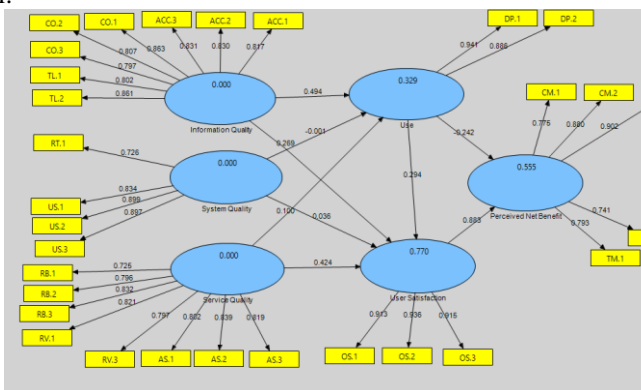 CO.2
CO.1
ACC.3
ACC.2
ACC.1
DP.1
DP.2
0.807
0.863
0.831
0.830
0.817
0.941
0.886
CO.3
0.797
0.000
0.329
TL.1
0.802
0.494
CM.1
CM.2
TL.2
0.861
Information Quality
Use
0.775
0.880
0.902
RT.1
0.726
0.269
-0.001
-0.242
0.000
0.294
0.555
US.1
0.834
System Quality
0.100
0.036
Perceived Net Benefit
0.741
US.2
0.899
0.883
0.793
US.3
0.897
0.000
0.770
TM.1
RB.1
0.725
0.424
RB.2
0.796
Service Quality
User Satisfaction
RB.3
0.832
RV.1
0.821
0.797
0.802
0.839
0.819
0.913
0.936
0.916
RV.3
AS.1
AS.2
AS.3
OS.1
OS.2
OS.3